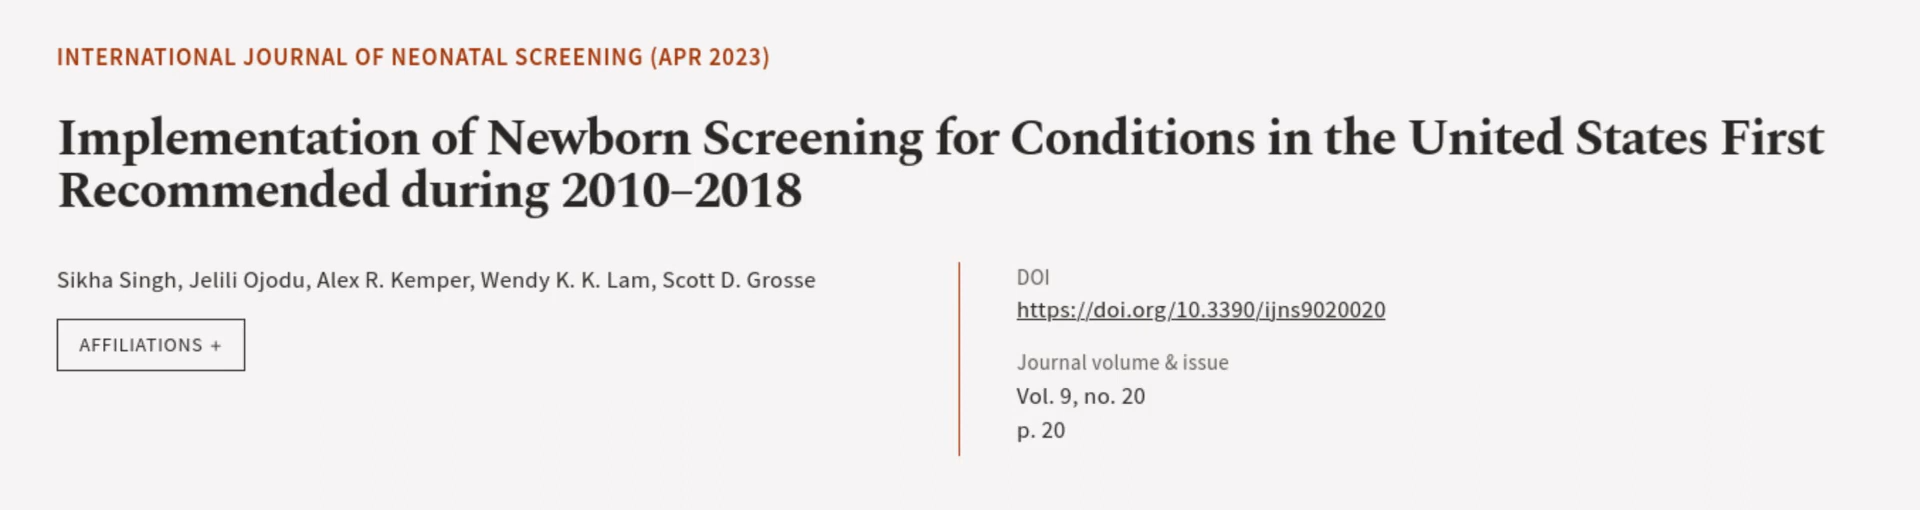 INTERNATIONAL JOURNAL OF NEONATAL SCREENING (APR 2023)
Implementation of Newborn Screening for Conditions in the United States First
Recommended during 2010–2018
Sikha Singh, Jelili Ojodu, Alex R. Kemper, Wendy K. K. Lam, Scott D. Grosse
AFFILIATIONS +
DOI
https://doi.org/10.3390/ijns9020020
Journal volume & issue
Vol. 9, no. 20
p. 20